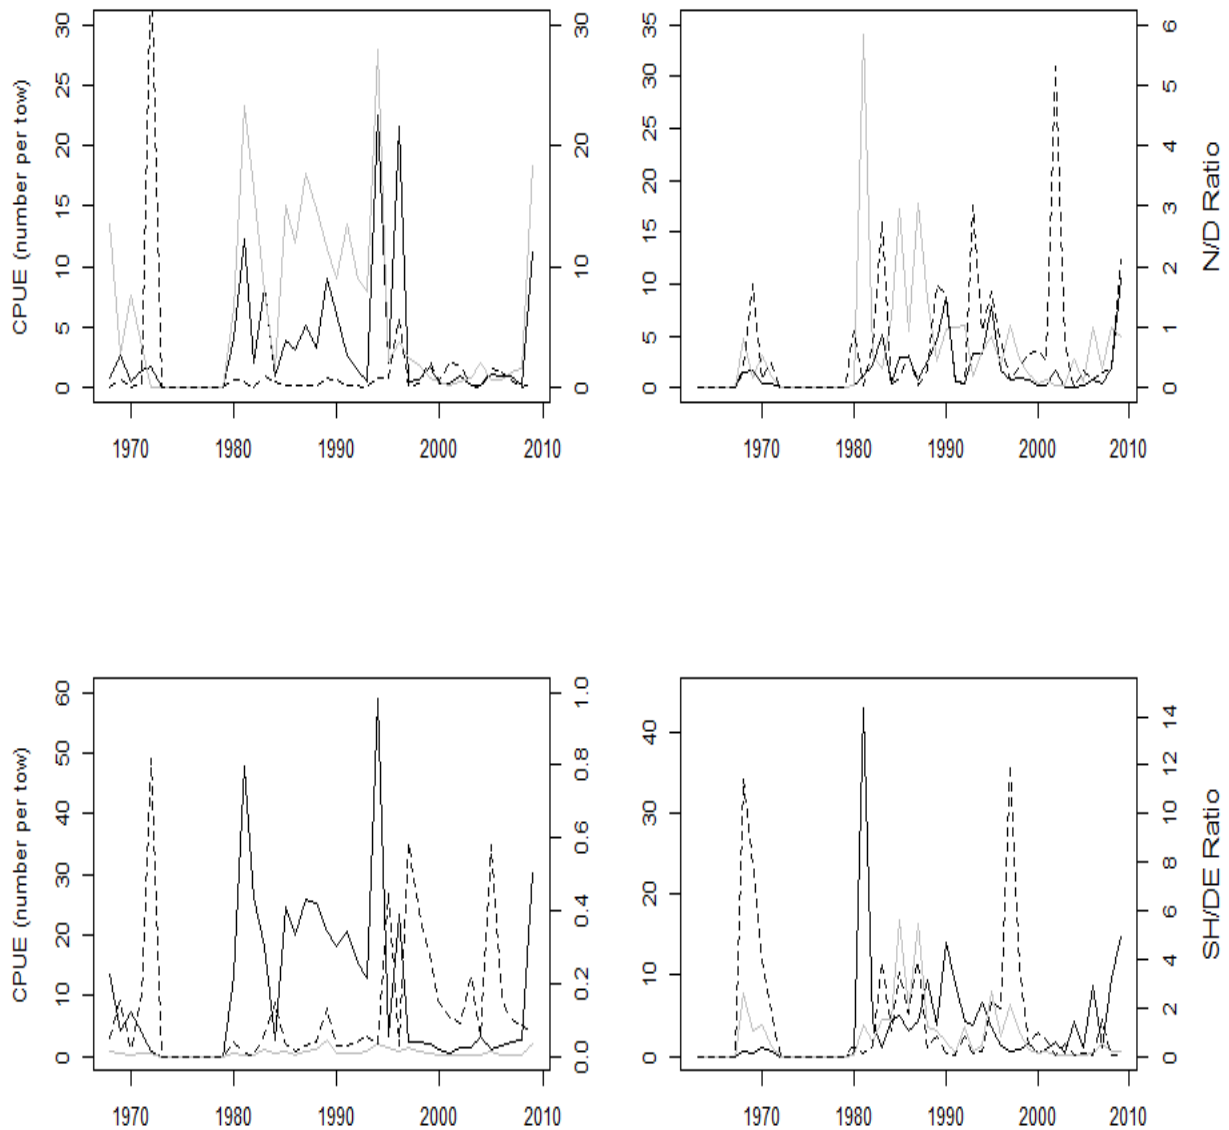 CPUE (number per tow)
0 5 10 15 20 25 30
0 10 20 30
1970 1980 1990 2000 2010
0 5 10 15 20 25 30 35
0 1 2 3 4 5 6
N/D Ratio
1970 1980 1990 2000 2010
CPUE (number per tow)
0 10 20 30 40 50 60
0.0 0.2 0.4 0.6 0.8 1.0
1970 1980 1990 2000 2010
0 10 20 30 40
0 2 4 6 8 10 12 14
SH/DE Ratio
1970 1980 1990 2000 2010